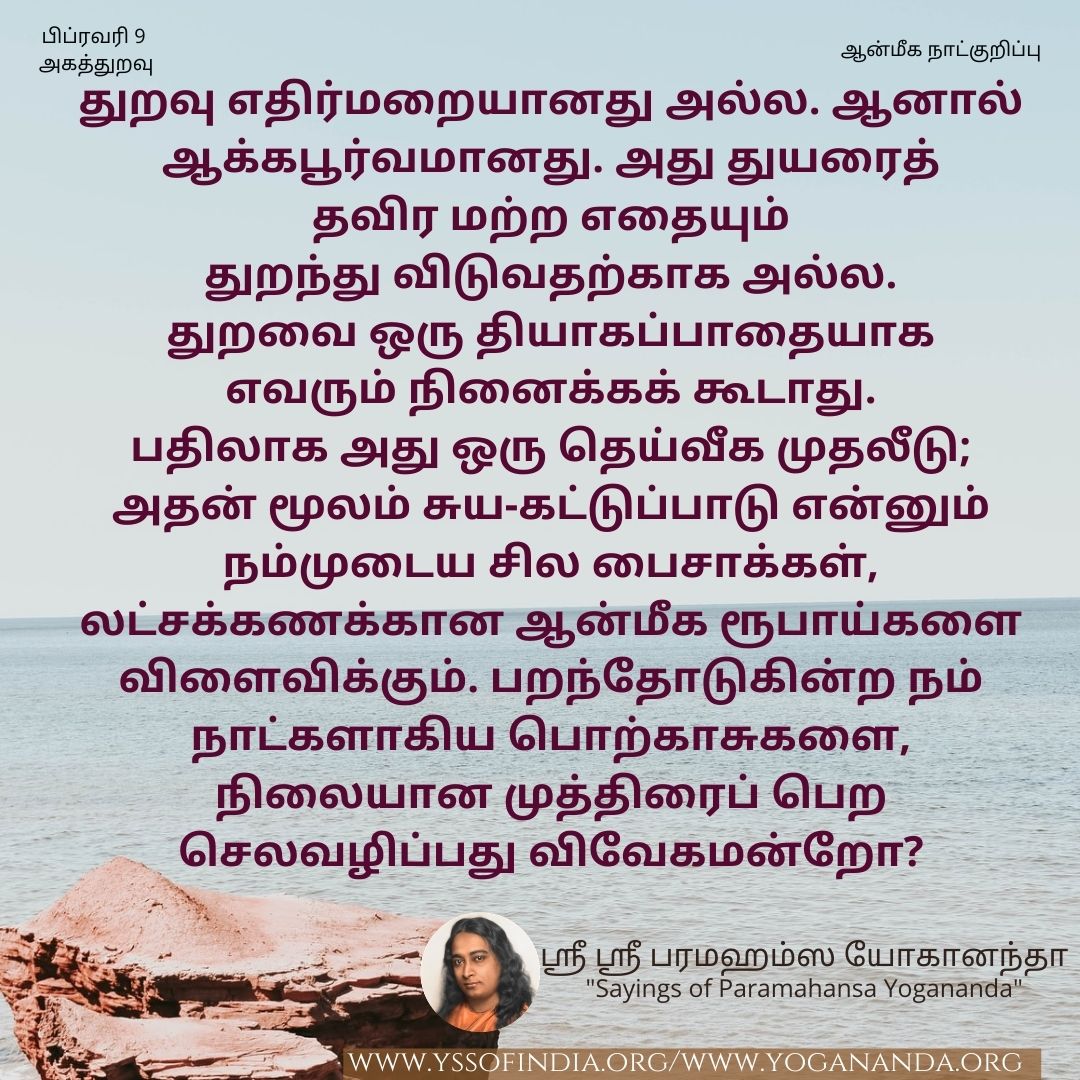 பிப்ரவரி 9
அகத்துறவு
ஆன்மீக நாட்குறிப்பு
துறவு எதிர்மறையானது அல்ல. ஆனால்
ஆக்கபூர்வமானது. அது துயரைத்
தவிர மற்ற எதையும்
துறந்து விடுவதற்காக அல்ல.
துறவை ஒரு தியாகப்பாதையாக
எவரும் நினைக்கக் கூடாது.
பதிலாக அது ஒரு தெய்வீக முதலீடு;
அதன் மூலம் சுய-கட்டுப்பாடு என்னும்
நம்முடைய சில பைசாக்கள்,
லட்சக்கணக்கான ஆன்மீக ரூபாய்களை
விளைவிக்கும். பறந்தோடுகின்ற நம்
நாட்களாகிய பொற்காசுகளை,
நிலையான முத்திரைப் பெற
செலவழிப்பது விவேகமன்றோ?
ஸ்ரீ ஸ்ரீ பரமஹம்ஸ யோகானந்தா
"Sayings of Paramahansa Yogananda"
WWW.YSSOFINDIA.ORG/WWW.YOGANANDA.ORG